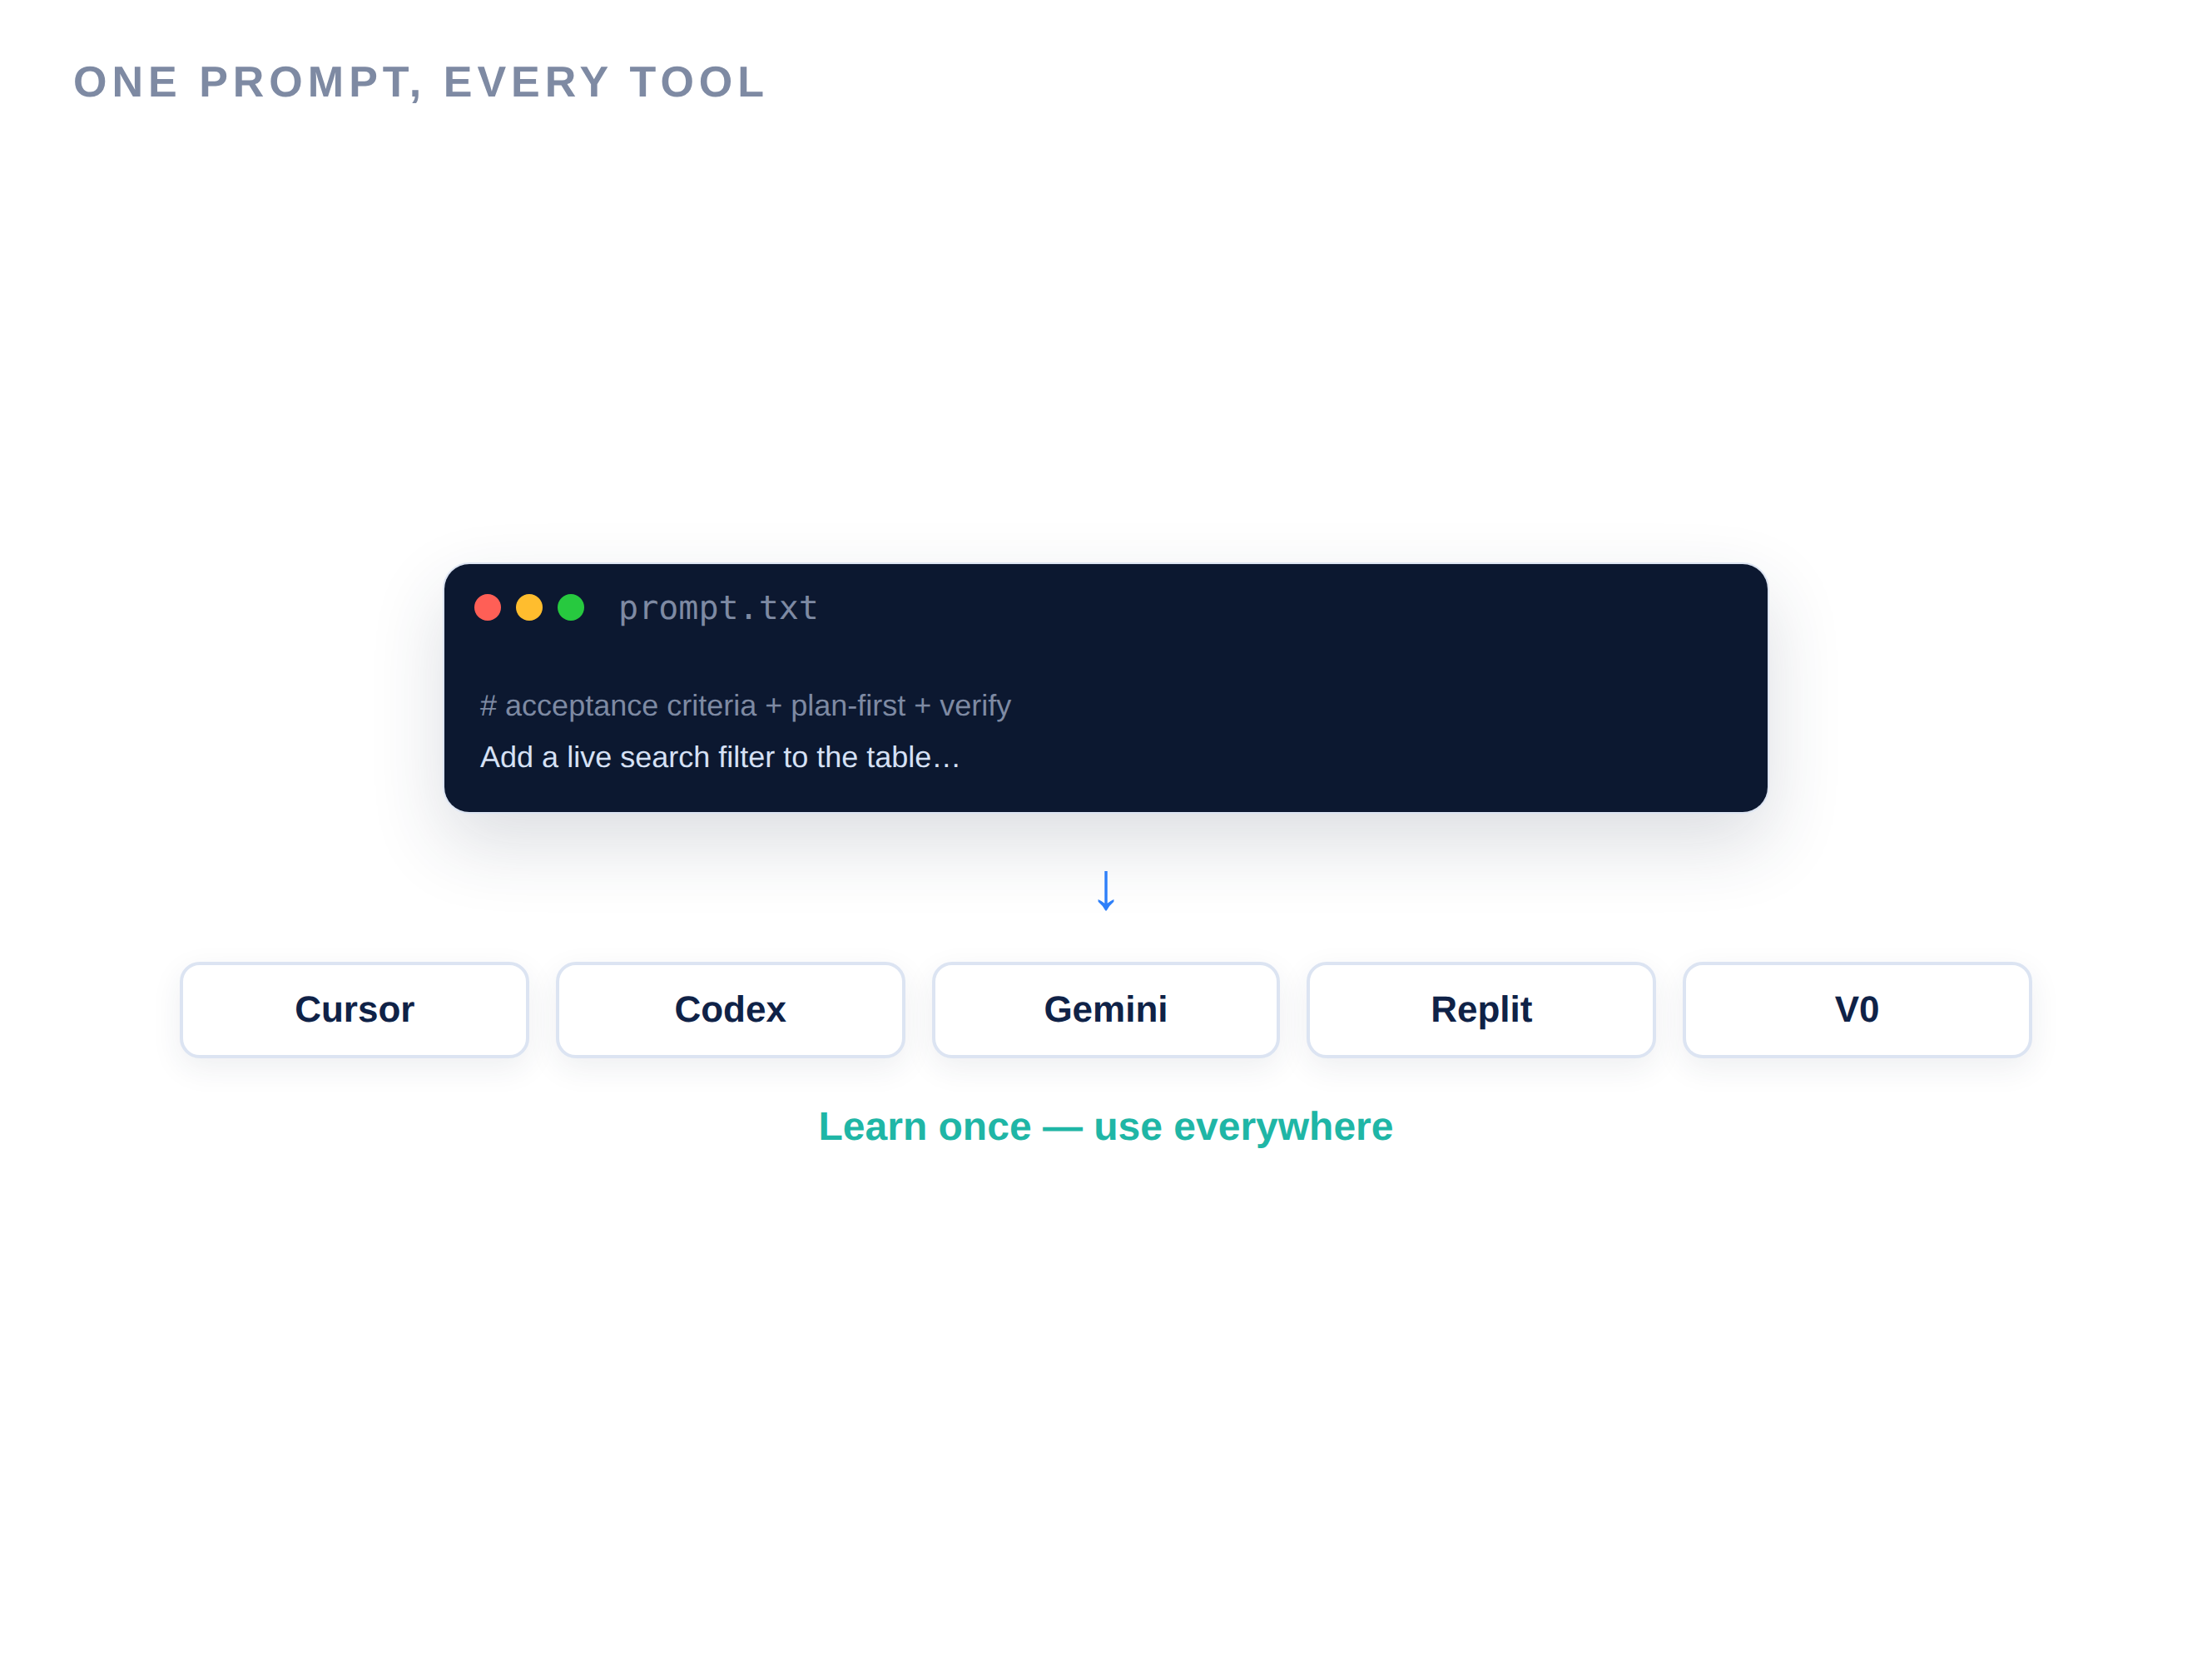 ONE PROMPT, EVERY TOOL
prompt.txt
# acceptance criteria + plan-first + verify
Add a live search filter to the table…
↓
Cursor
Codex
Gemini
Replit
V0
Learn once — use everywhere